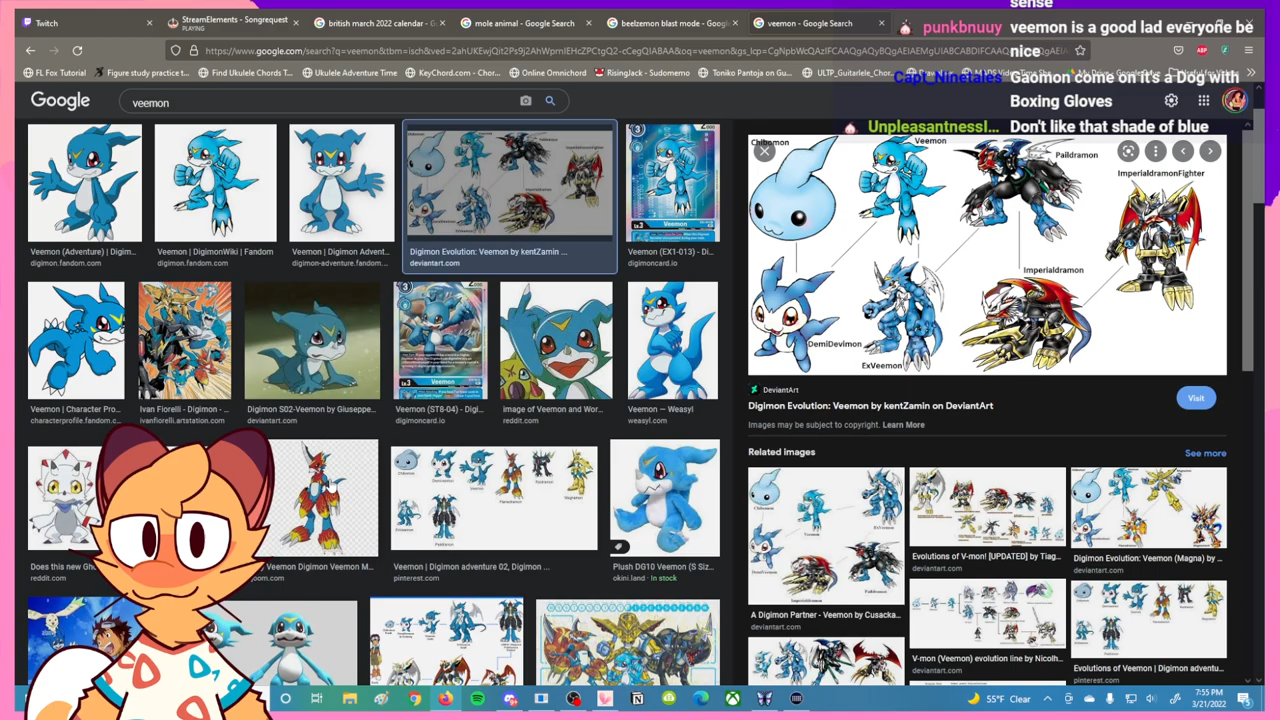 Twitch
StreamElements - Songrequest
PLAYING
british march 2022 calendar - G
mole animal - Google Search
beelzemon blast mode - Google
veemon - Google Search
sense
punkbnuuy veemon is a good lad everyone be
nice
Capt_Ninetales Gaomon come on it's a Dog with
Boxing Gloves
UnpleasantnessI... Don't like that shade of blue
FL Fox Tutorial
Figure study practice t...
Find Ukulele Chords T...
Ukulele Adventure Time
KeyChord.com - Chor...
Online Omnichord
RisingJack - Sudomemo
Toniko Pantoja on Gu...
ULTP_Guitarlele_Chor...
Google
veemon
Veemon (Adventure) | Digim...
digimon.fandom.com
Veemon | DigimonWiki | Fandom
digimon.fandom.com
Veemon | Digimon Advent...
digimon-adventure.fandom....
Digimon Evolution: Veemon by kentZamin ...
deviantart.com
Veemon (EX1-013) - Di...
digimoncard.io
Chibomon
Veemon
Paildramon
ImperialdramonFighter
Imperialdramon
DemiDevimon
ExVeemon
DeviantArt
Digimon Evolution: Veemon by kentZamin on DeviantArt
Visit
Images may be subject to copyright. Learn More
Veemon | Character Pro...
characterprofile.fandom.c...
Ivan Fiorelli - Digimon - ...
ivanfiorelli.artstation.com
Digimon S02-Veemon by Giuseppe...
deviantart.com
Veemon (ST8-04) - Digi...
digimoncard.io
image of Veemon and Wor...
reddit.com
Veemon — Weasyl
weasyl.com
Related images
See more
Does this new Gh
reddit.com
Veemon Digimon Veemon M...
Veemon | Digimon adventure 02, Digimon ...
pinterest.com
Plush DG10 Veemon (S Siz...
okini.land · In stock
Evolutions of V-mon! [UPDATED] by Tiag...
deviantart.com
Digimon Evolution: Veemon (Magna) by ...
deviantart.com
A Digimon Partner - Veemon by Cusacka...
deviantart.com
V-mon (Veemon) evolution line by Nicolh...
deviantart.com
Evolutions of Veemon | Digimon adventu...
pinterest.com
55°F Clear
7:55 PM
3/21/2022